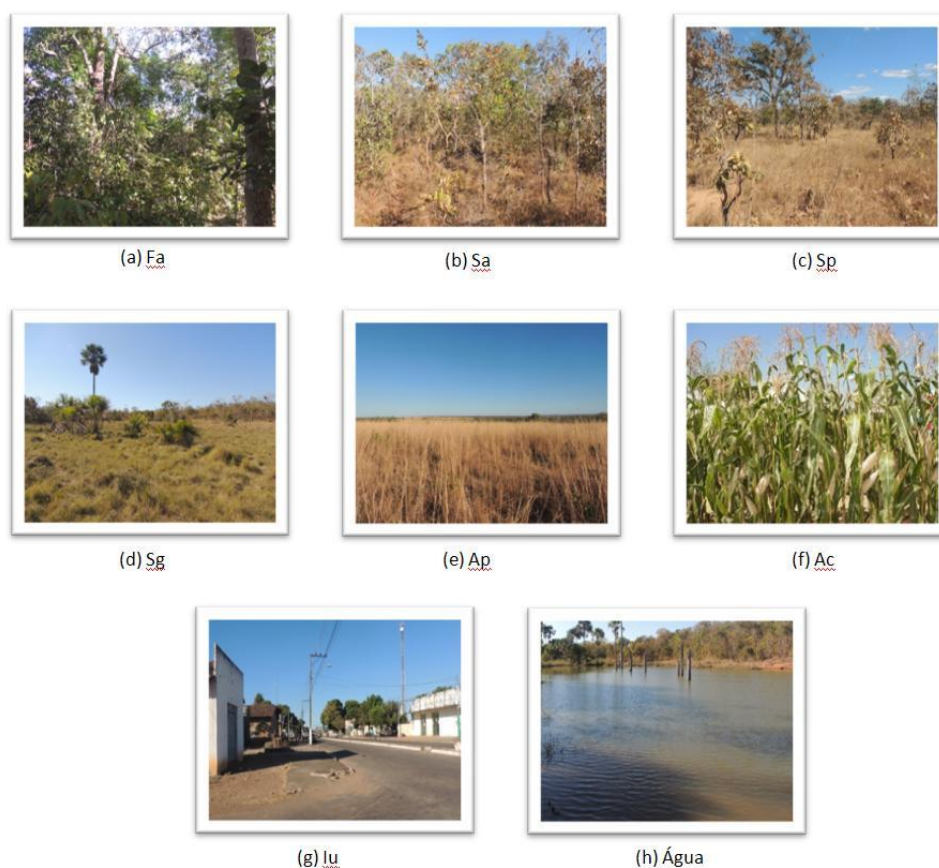 (a) Fa
(b) Sa
(c) Sp
(d) Sg
(e) Ap
(f) Ac
(g) Iu
(h) Água